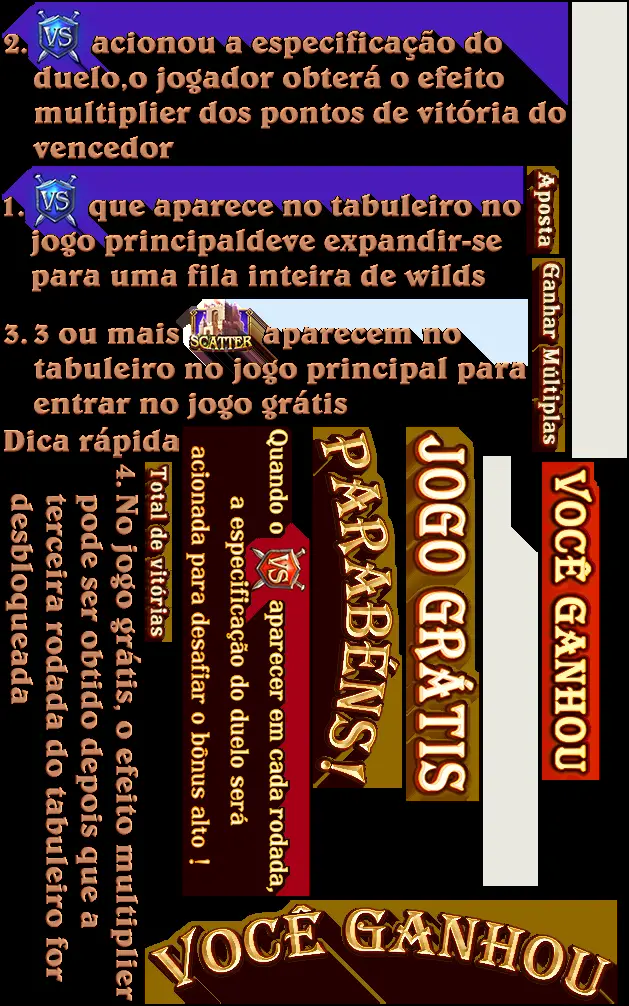 2. VS acionou a especificação do
duelo,o jogador obterá o efeito
multiplier dos pontos de vitória do
vencedor
1. VS que aparece no tabuleiro no
jogo principaldeve expandir-se
para uma fila inteira de wilds
Aposta
Ganhar Múltiplas
3. 3 ou mais SCATTER aparecem no
tabuleiro no jogo principal para
entrar no jogo grátis
Dica rápida
4. No jogo grátis, o efeito multiplier
pode ser obtido depois que a
terceira rodada do tabuleiro for
desbloqueada
Total de vitórias
Quando o VS aparecer em cada rodada,
a especificação do duelo será
acionada para desafiar o bônus alto !
PARABÉNS!
JOGO GRÁTIS
VOCÊ GANHOU
VOCÊ GANHOU